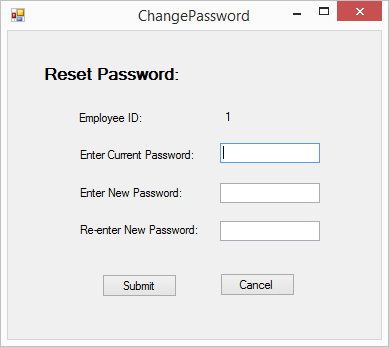 ChangePassword
Reset Password:
Employee ID: 1
Enter Current Password:
Enter New Password:
Re-enter New Password:
Submit Cancel